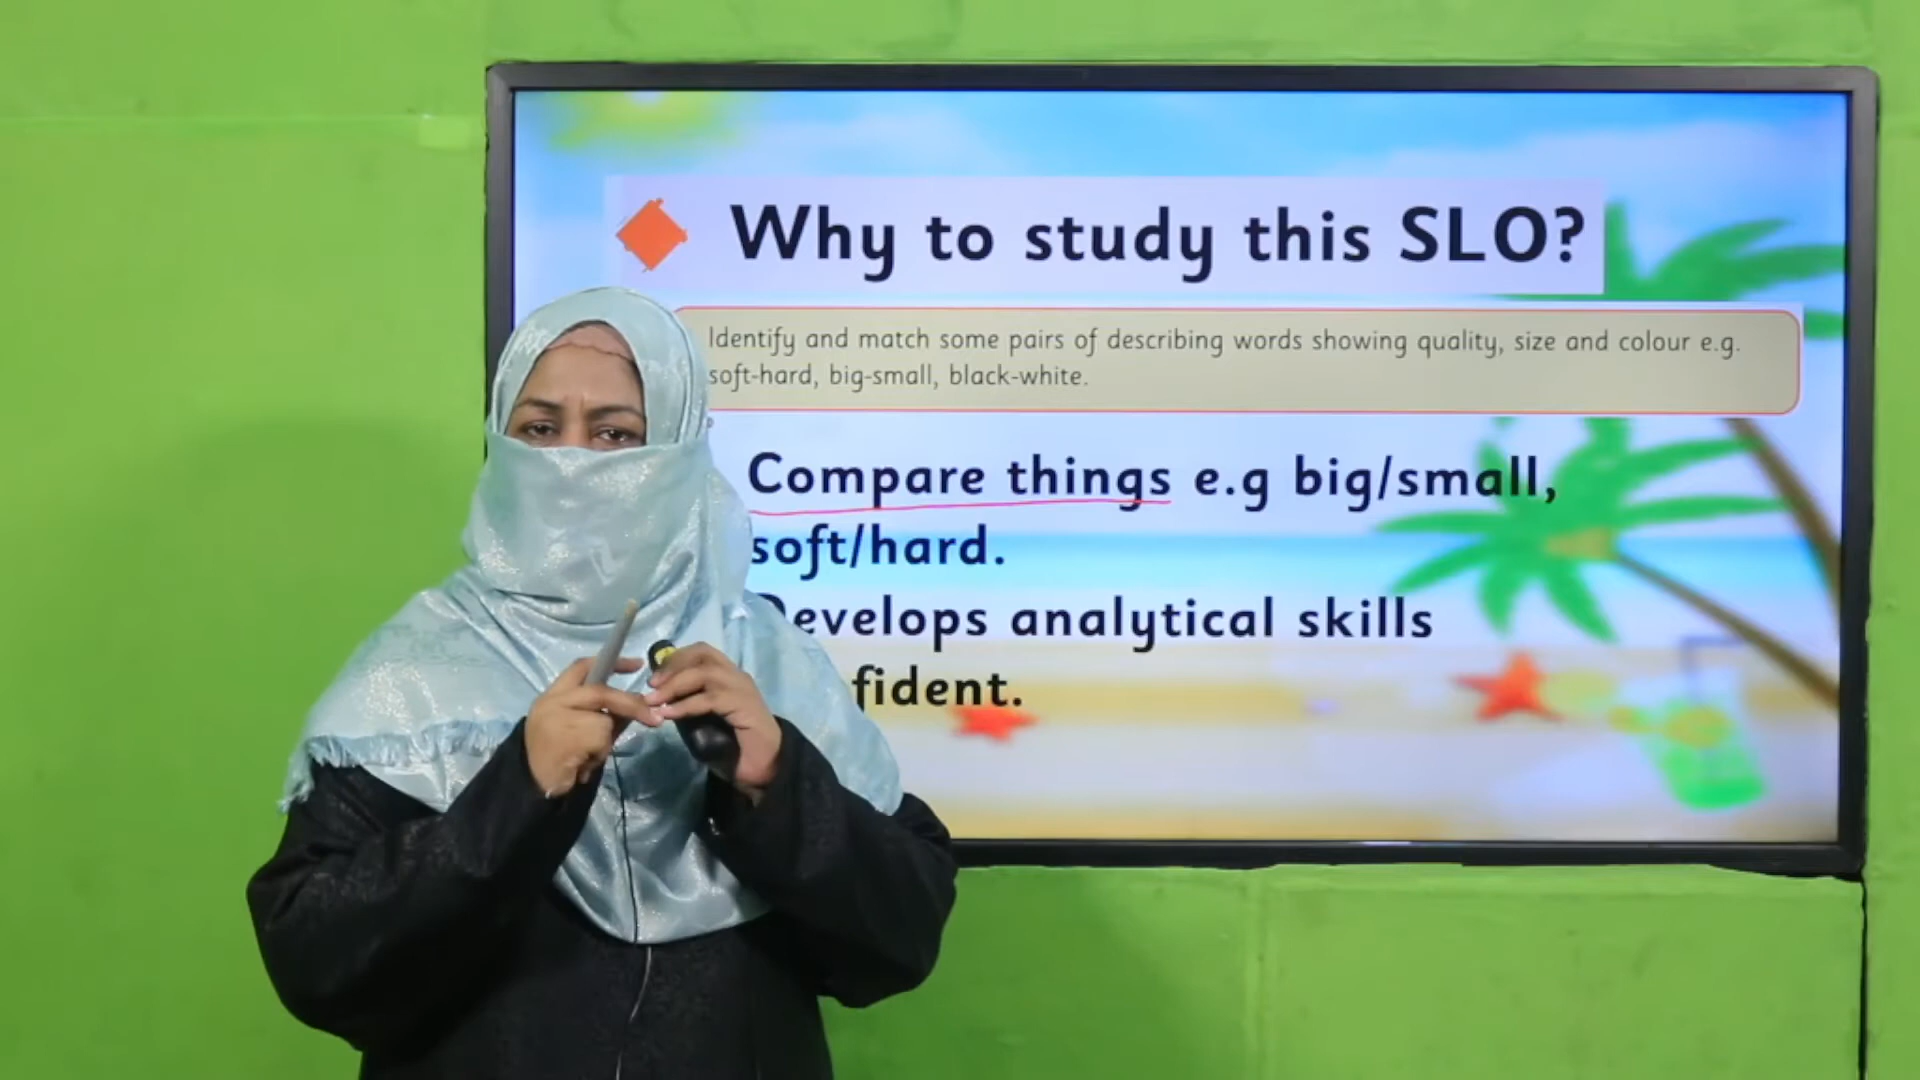 Why to study this SLO?
Identify and match some pairs of describing words showing quality, size and colour e.g.
soft-hard, big-small, black-white.
Compare things e.g big/small,
soft/hard.
Develops analytical skills
fident.